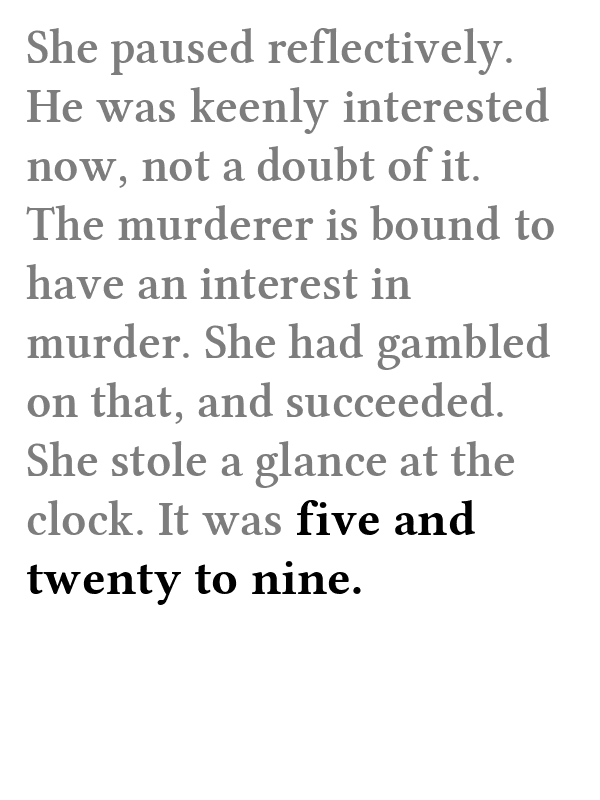 She paused reflectively.
He was keenly interested
now, not a doubt of it.
The murderer is bound to
have an interest in
murder. She had gambled
on that, and succeeded.
She stole a glance at the
clock. It was five and
twenty to nine.